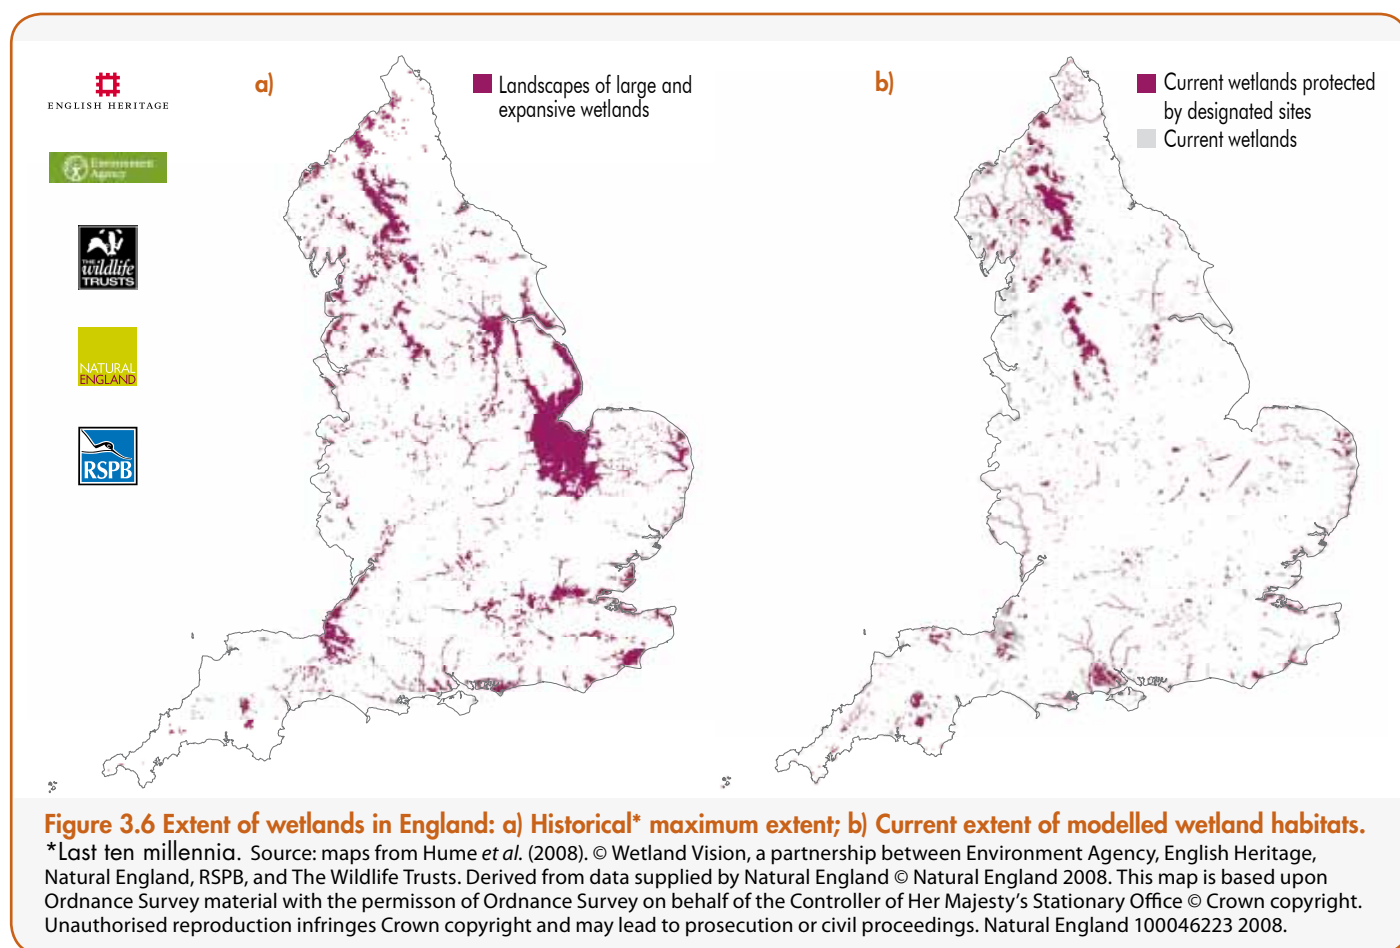 ENGLISH HERITAGE
Environment
Agency
THE
wildlife
TRUSTS
NATURAL
ENGLAND
RSPB
a)
Landscapes of large and
expansive wetlands
b)
Current wetlands protected
by designated sites
Current wetlands
Figure 3.6 Extent of wetlands in England: a) Historical* maximum extent; b) Current extent of modelled wetland habitats.
*Last ten millennia. Source: maps from Hume et al. (2008). © Wetland Vision, a partnership between Environment Agency, English Heritage,
Natural England, RSPB, and The Wildlife Trusts. Derived from data supplied by Natural England © Natural England 2008. This map is based upon
Ordnance Survey material with the permisson of Ordnance Survey on behalf of the Controller of Her Majesty's Stationary Office © Crown copyright.
Unauthorised reproduction infringes Crown copyright and may lead to prosecution or civil proceedings. Natural England 100046223 2008.